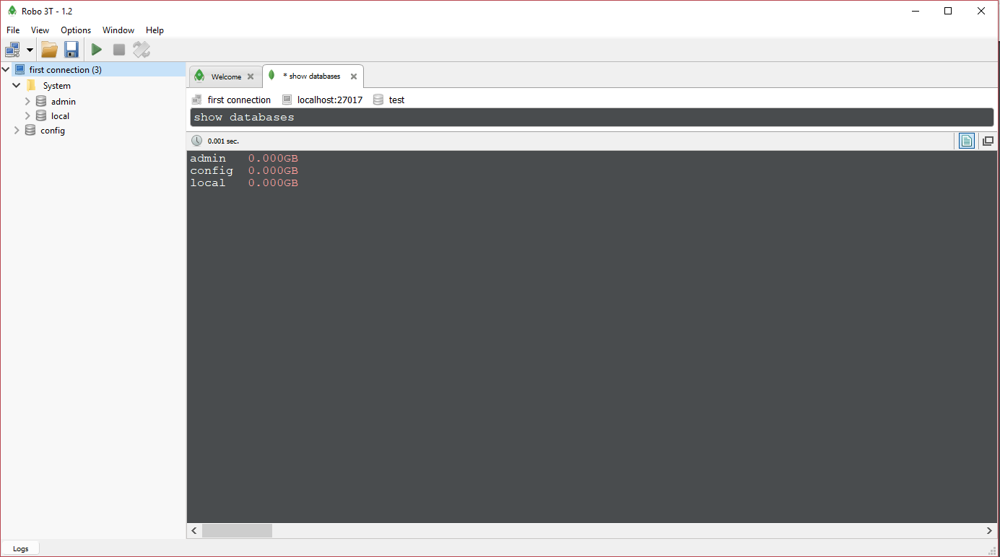 Robo 3T - 1.2
File View Options Window Help
first connection (3)
System
admin
local
config
Welcome * show databases
first connection localhost:27017 test
show databases
0.001 sec.
admin 0.000GB
config 0.000GB
local 0.000GB
Logs